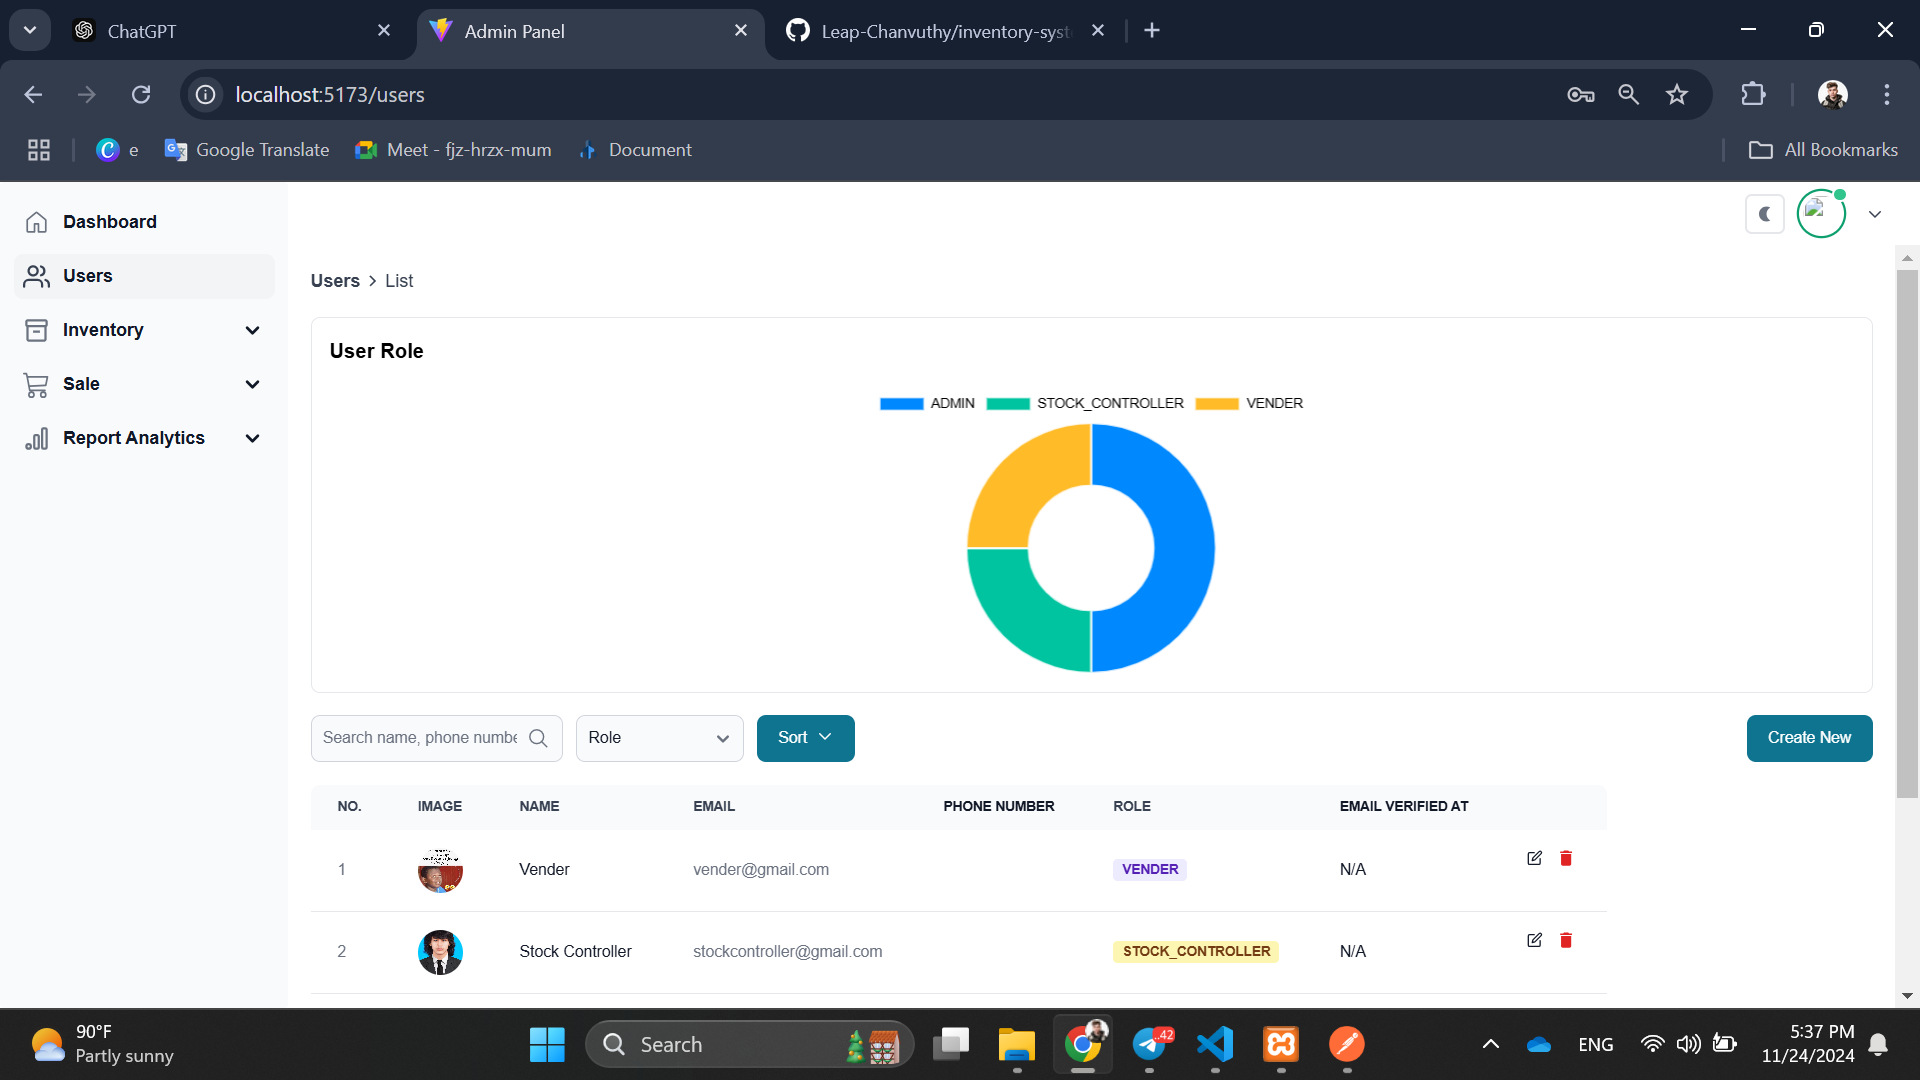 ChatGPT
Admin Panel
Leap-Chanvuthy/inventory-syst
localhost:5173/users
e
Google Translate
Meet - fjz-hrzx-mum
Document
All Bookmarks
Dashboard
Users
Inventory
Sale
Report Analytics
Users > List
User Role
ADMIN STOCK_CONTROLLER VENDER
Search name, phone numbe
Role
Sort
Create New
NO. IMAGE NAME EMAIL PHONE NUMBER ROLE EMAIL VERIFIED AT
1 Vender vender@gmail.com VENDER N/A
2 Stock Controller stockcontroller@gmail.com STOCK_CONTROLLER N/A
90°F
Partly sunny
Search
..42
ENG
5:37 PM
11/24/2024